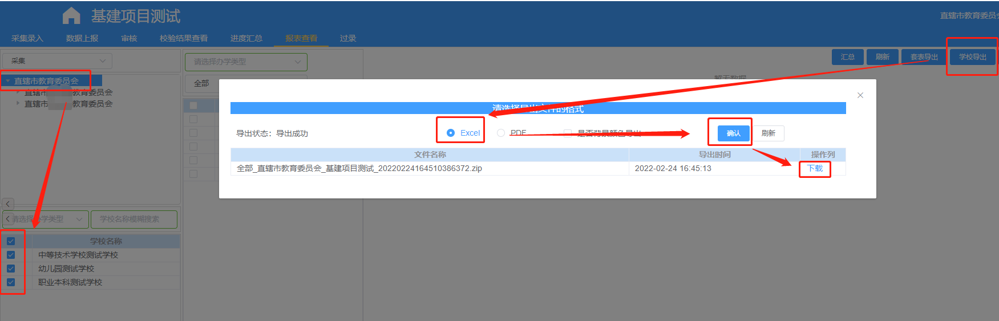 基建项目测试
直辖市教育委员会
采集录入 数据上报 审核 校验结果查看 进度汇总 报表查看 过录
采集
请选择办学类型
汇总 刷新 套表导出 学校导出
直辖市教育委员会
全部
暂无数据
直辖市 教育委员会
直辖市 教育委员会
请选择导出文件的格式
导出状态：导出成功
Excel PDF 是否背景颜色导出 确认 刷新
文件名称 导出时间 操作列
全部_直辖市教育委员会_基建项目测试_20220224164510386372.zip 2022-02-24 16:45:13 下载
请选择办学类型 学校名称模糊搜索
学校名称
中等技术学校测试学校
幼儿园测试学校
职业本科测试学校